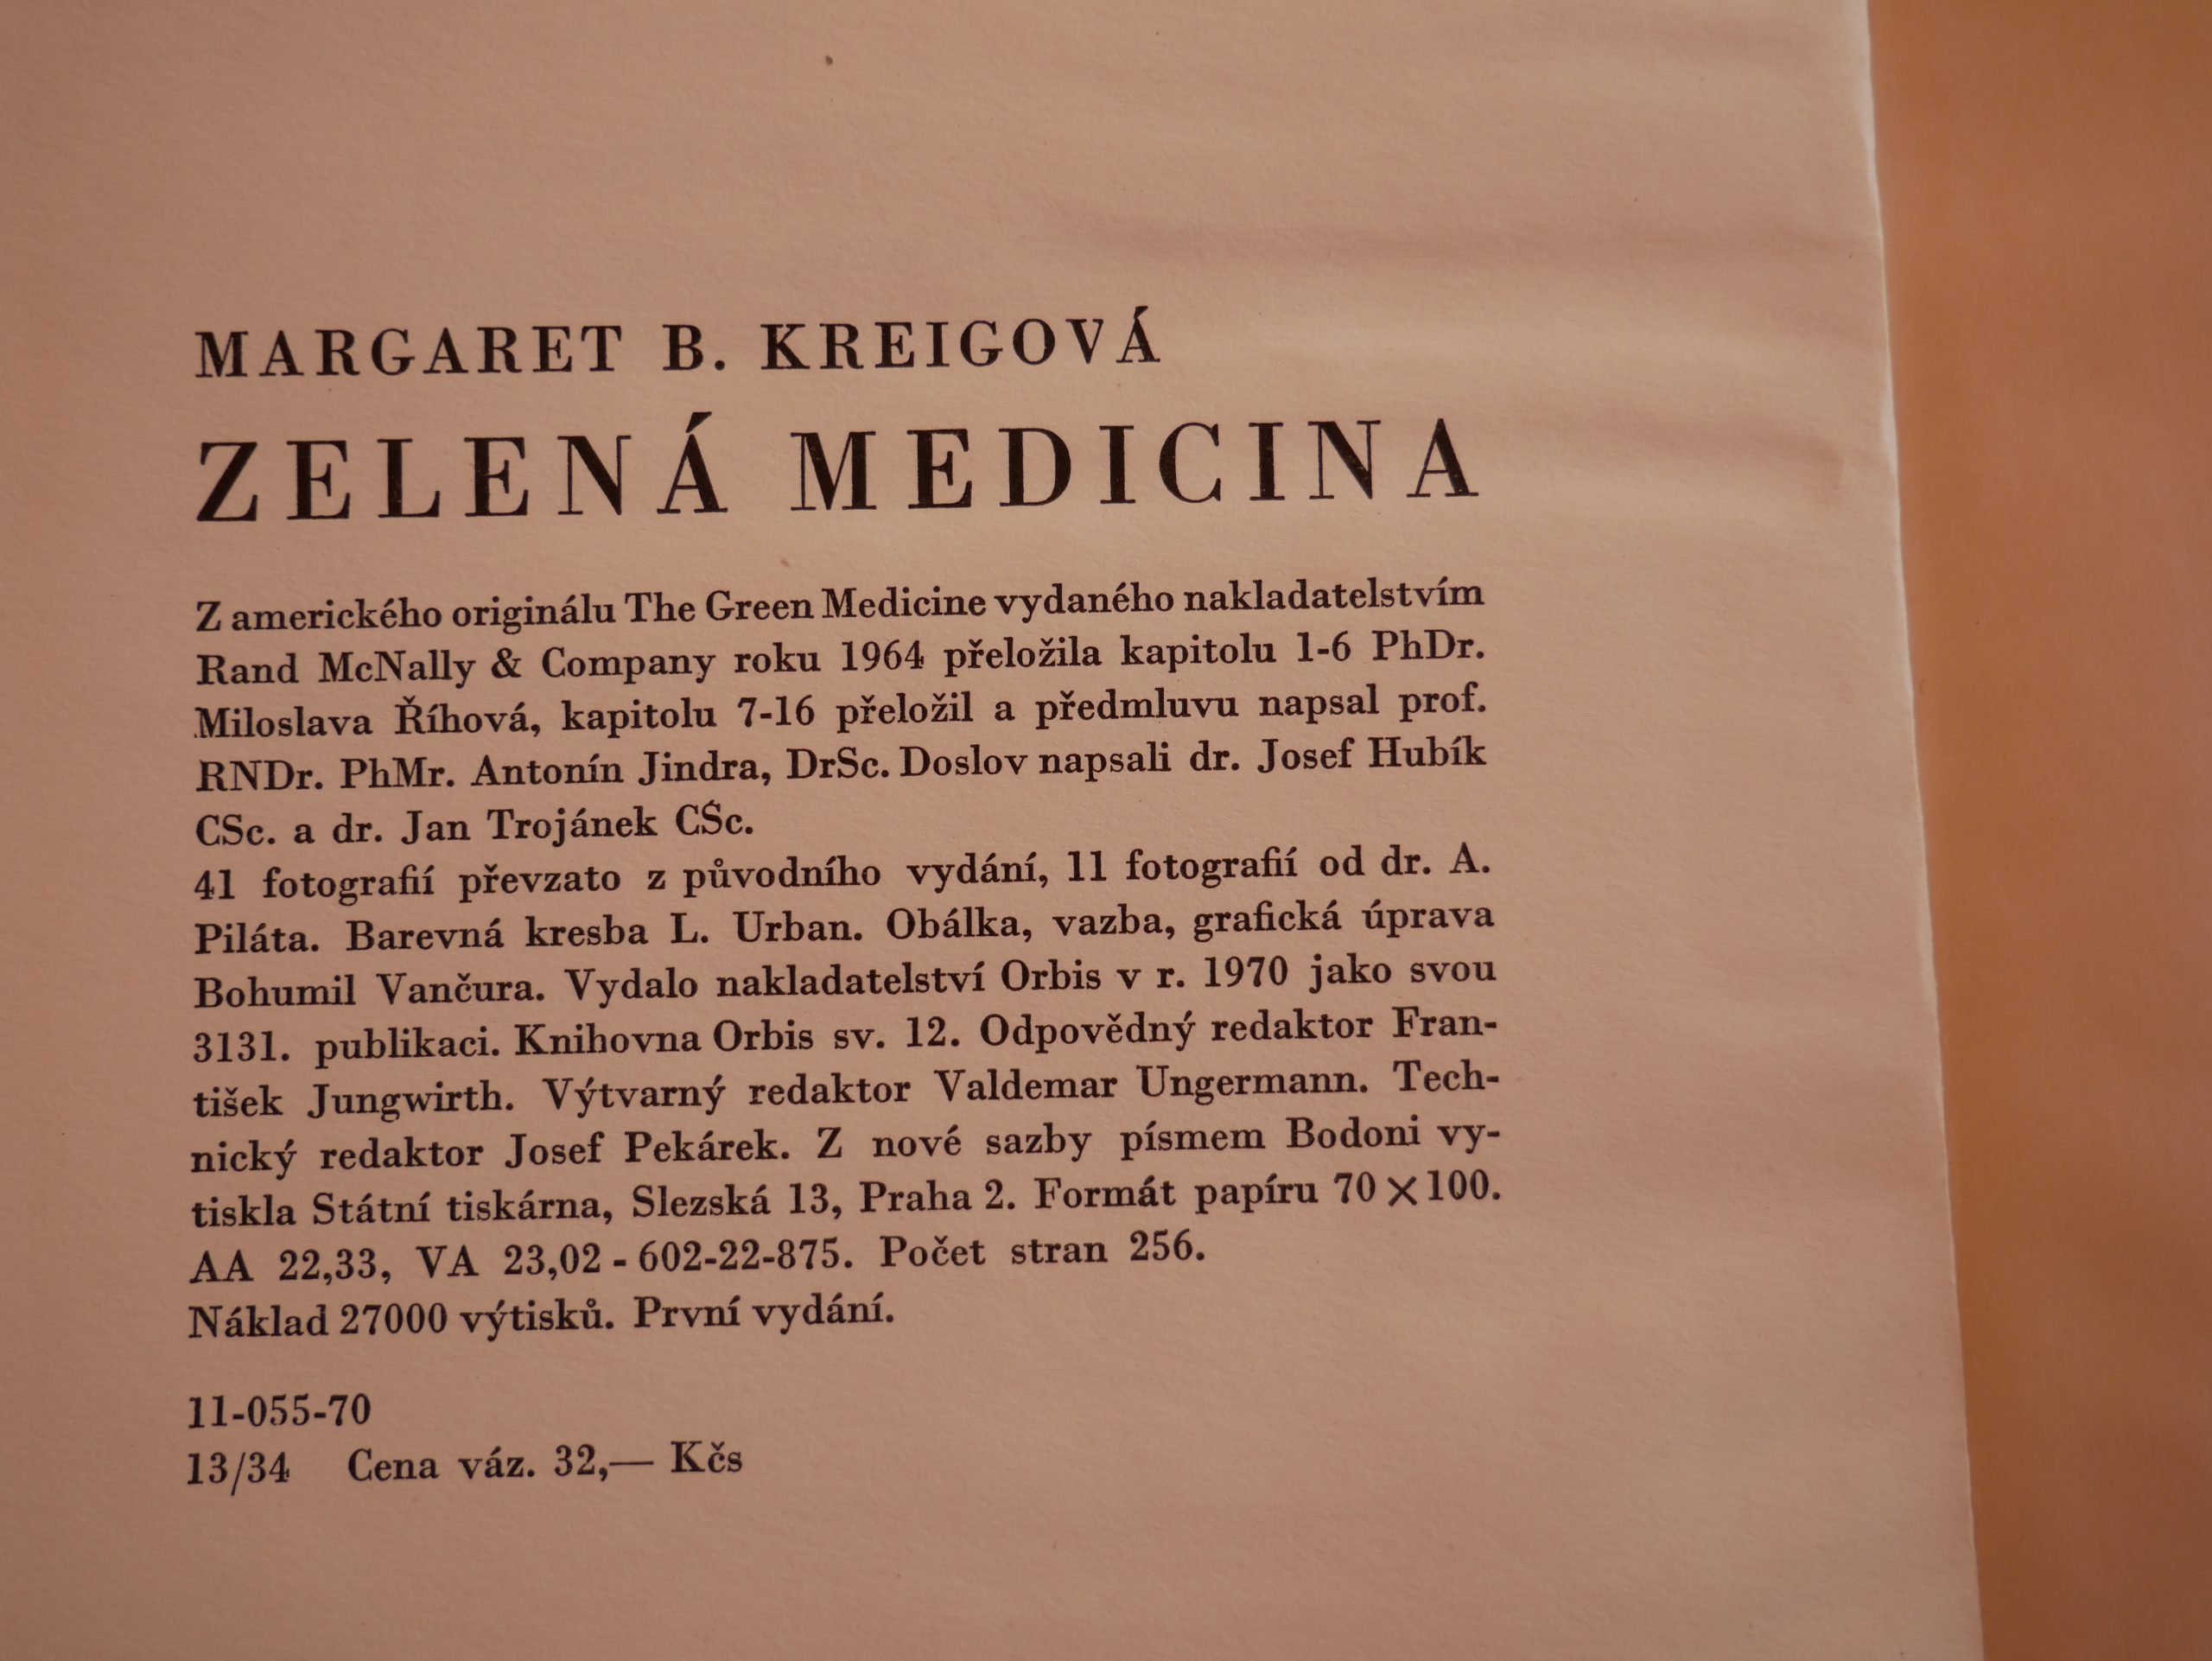 MARGARET B. KREIGOVÁ
ZELENÁ MEDICINA
Z amerického originálu The Green Medicine vydaného nakladatelstvím
Rand McNally & Company roku 1964 přeložila kapitolu 1-6 PhDr.
Miloslava Říhová, kapitolu 7-16 přeložil a předmluvu napsal prof.
RNDr. PhMr. Antonín Jindra, DrSc. Doslov napsali dr. Josef Hubík
CSc. a dr. Jan Trojánek CSc.
41 fotografií převzato z původního vydání, 11 fotografií od dr. A.
Piláta. Barevná kresba L. Urban. Obálka, vazba, grafická úprava
Bohumil Vančura. Vydalo nakladatelství Orbis v r. 1970 jako svou
3131. publikaci. Knihovna Orbis sv. 12. Odpovědný redaktor Fran-
tišek Jungwirth. Výtvarný redaktor Valdemar Ungermann. Tech-
nický redaktor Josef Pekárek. Z nové sazby písmem Bodoni vy-
tiskla Státní tiskárna, Slezská 13, Praha 2. Formát papíru 70 × 100.
AA 22,33, VA 23,02 - 602-22-875. Počet stran 256.
Náklad 27000 výtisků. První vydání.
11-055-70
13/34 Cena váz. 32,— Kčs